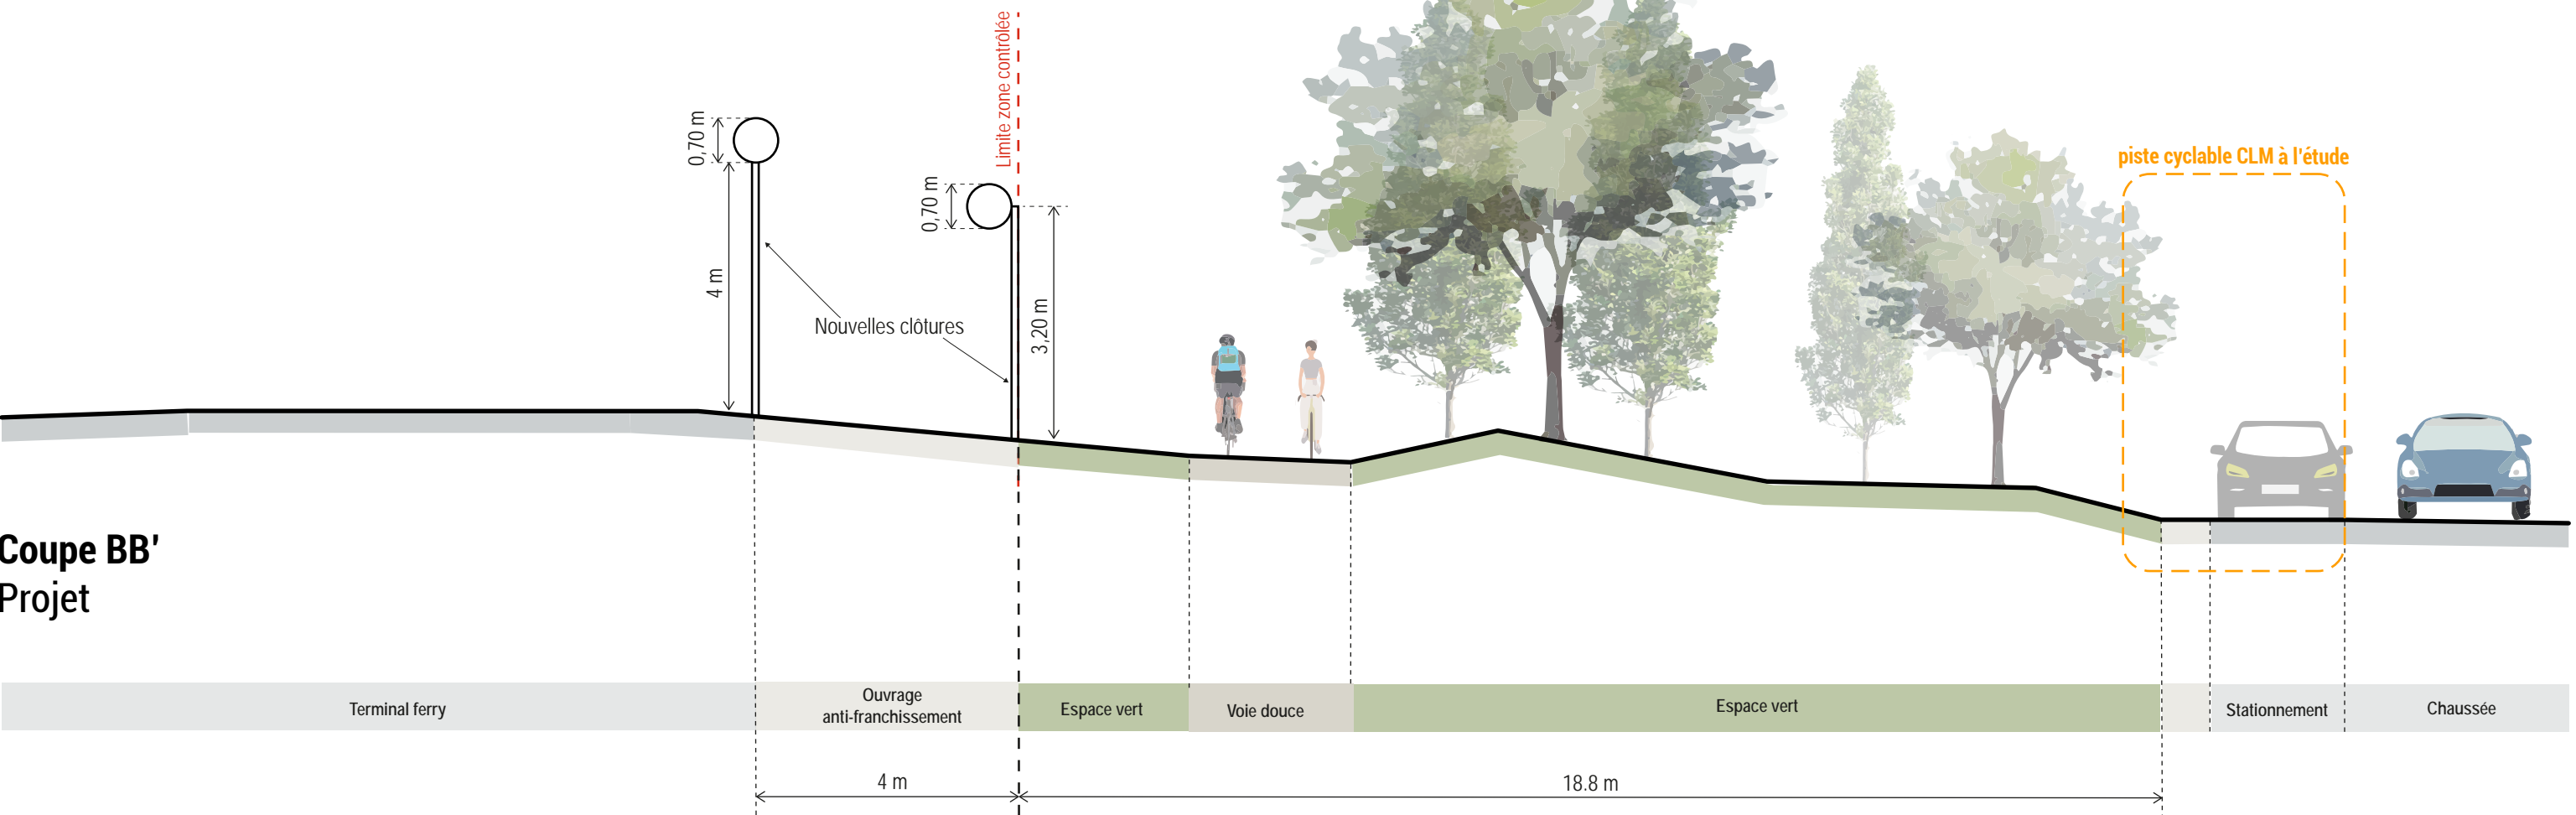 Limite zone contrôlée
0,70 m
0,70 m
piste cyclable CLM à l'étude
4 m
3,20 m
Nouvelles clôtures
Coupe BB'
Projet
Terminal ferry
Ouvrage
anti-franchissement
Espace vert
Voie douce
Espace vert
Stationnement
Chaussée
4 m
18.8 m